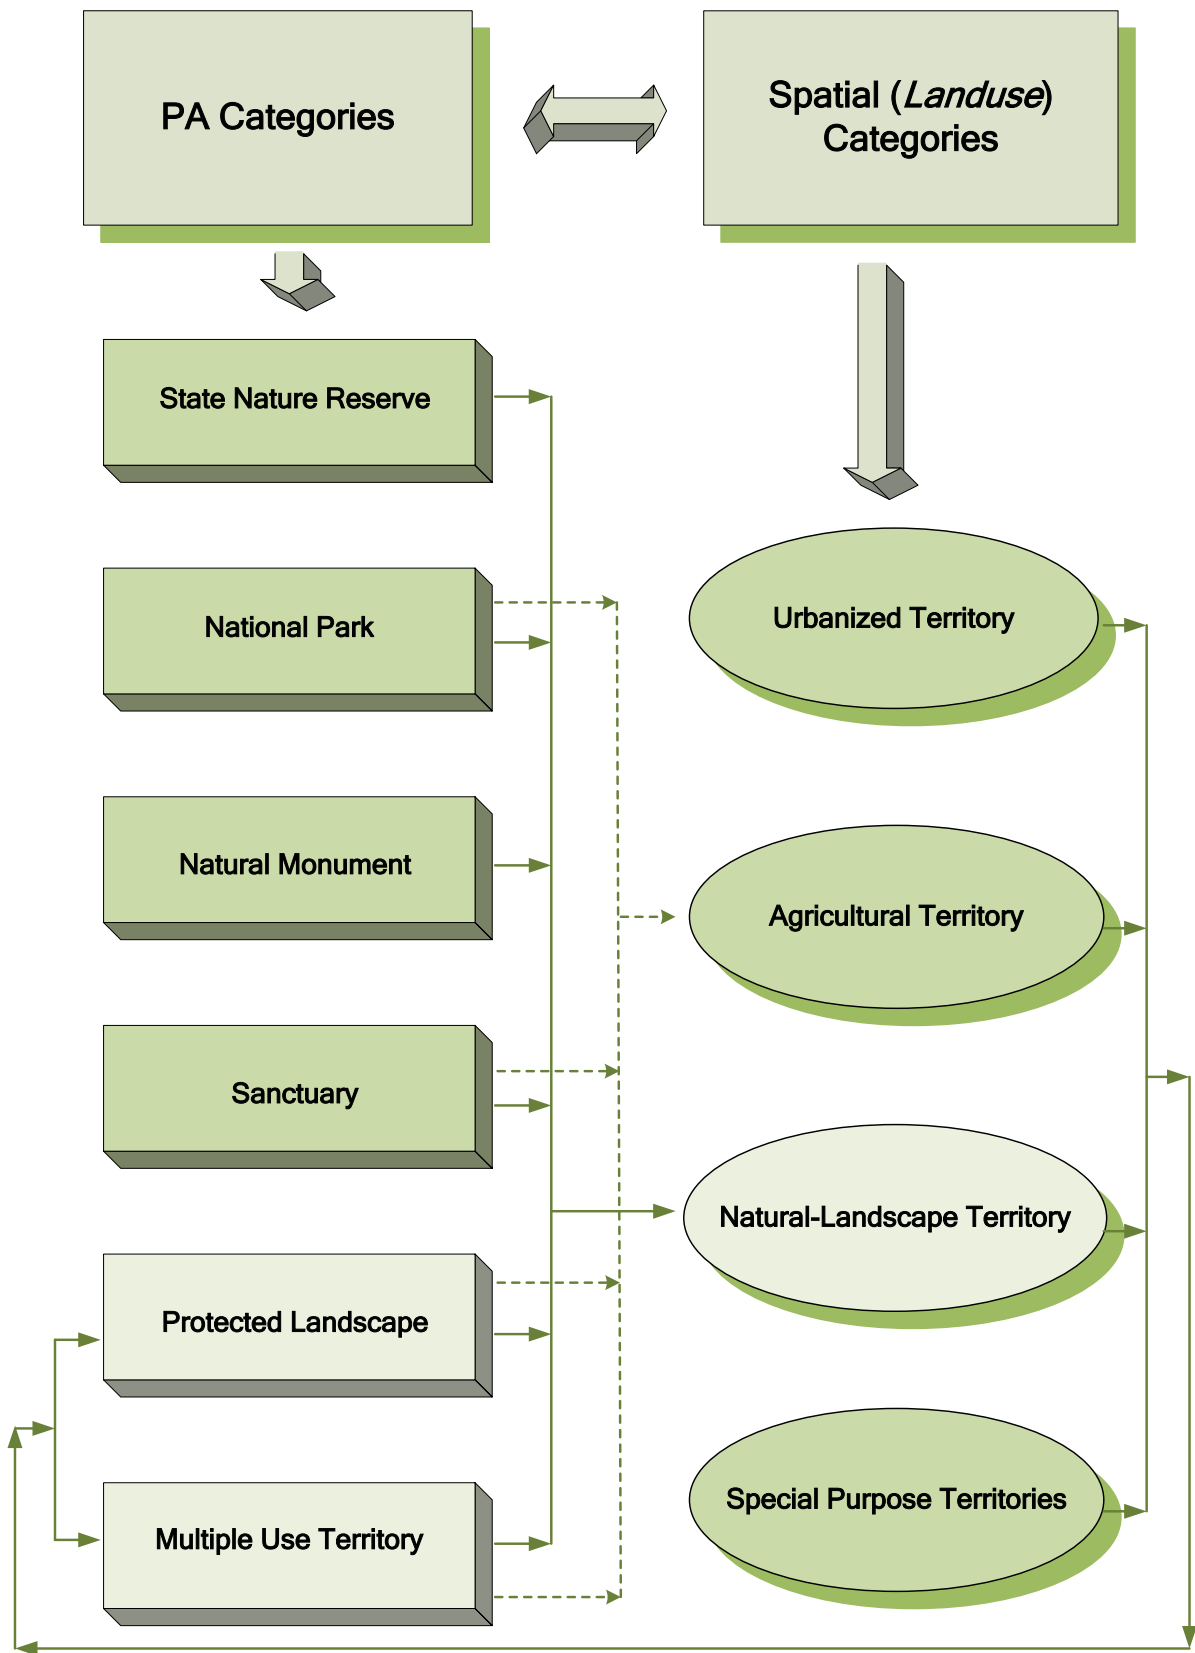 PA Categories
Spatial (Landuse)
Categories
State Nature Reserve
National Park
Natural Monument
Sanctuary
Protected Landscape
Multiple Use Territory
Urbanized Territory
Agricultural Territory
Natural-Landscape Territory
Special Purpose Territories